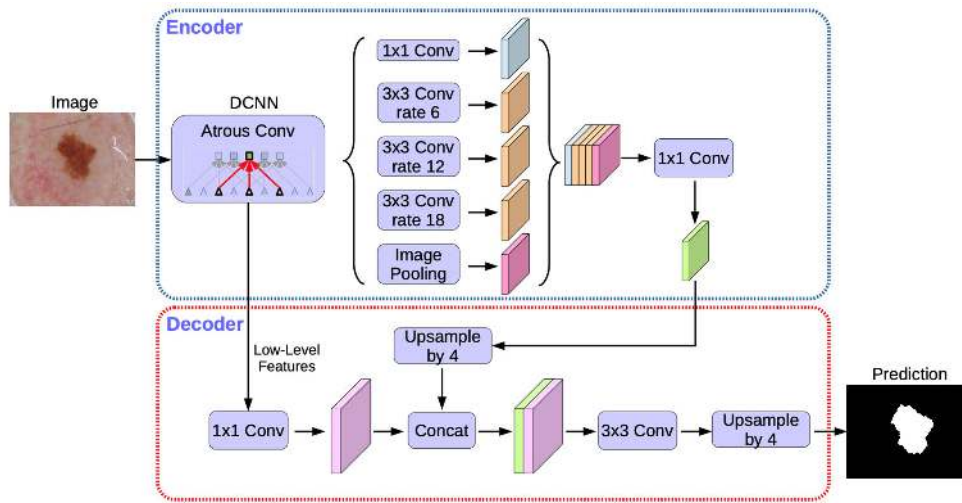 Encoder
Image
DCNN
Atrous Conv
1x1 Conv
3x3 Conv
rate 6
3x3 Conv
rate 12
3x3 Conv
rate 18
Image
Pooling
1x1 Conv
Decoder
Low-Level
Features
Upsample
by 4
1x1 Conv
Concat
3x3 Conv
Upsample
by 4
Prediction